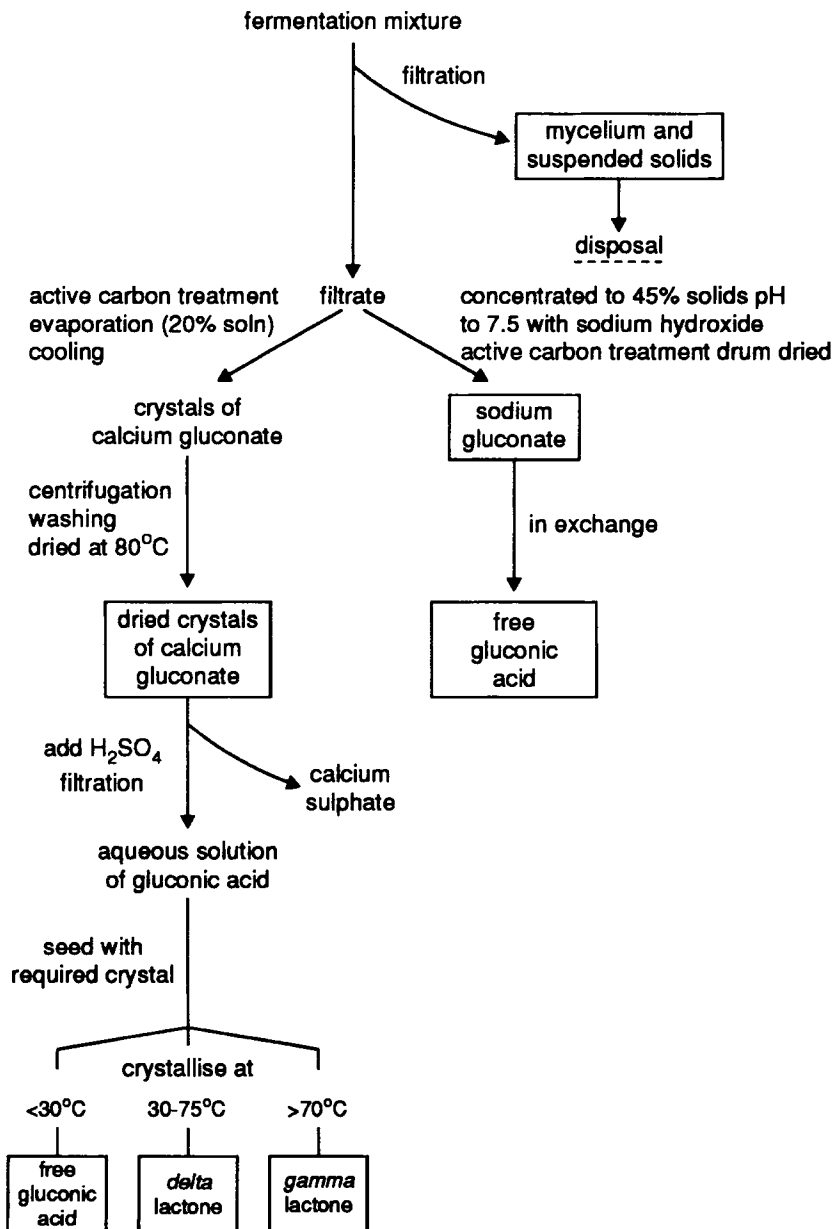 fermentation mixture
filtration
mycelium and
suspended solids
disposal
active carbon treatment
evaporation (20% soln)
cooling
filtrate
concentrated to 45% solids pH
to 7.5 with sodium hydroxide
active carbon treatment drum dried
crystals of
calcium gluconate
sodium
gluconate
centrifugation
washing
dried at 80°C
in exchange
dried crystals
of calcium
gluconate
free
gluconic
acid
add H₂SO₄
filtration
calcium
sulphate
aqueous solution
of gluconic acid
seed with
required crystal
crystallise at
<30°C 30-75°C >70°C
free
gluconic
acid
delta
lactone
gamma
lactone